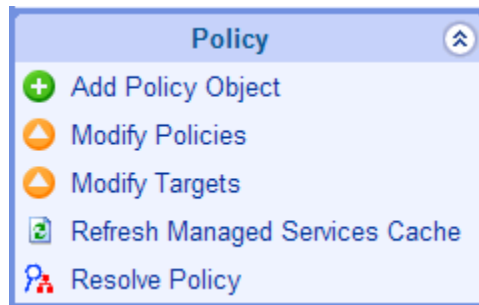 Policy
Add Policy Object
Modify Policies
Modify Targets
Refresh Managed Services Cache
Resolve Policy